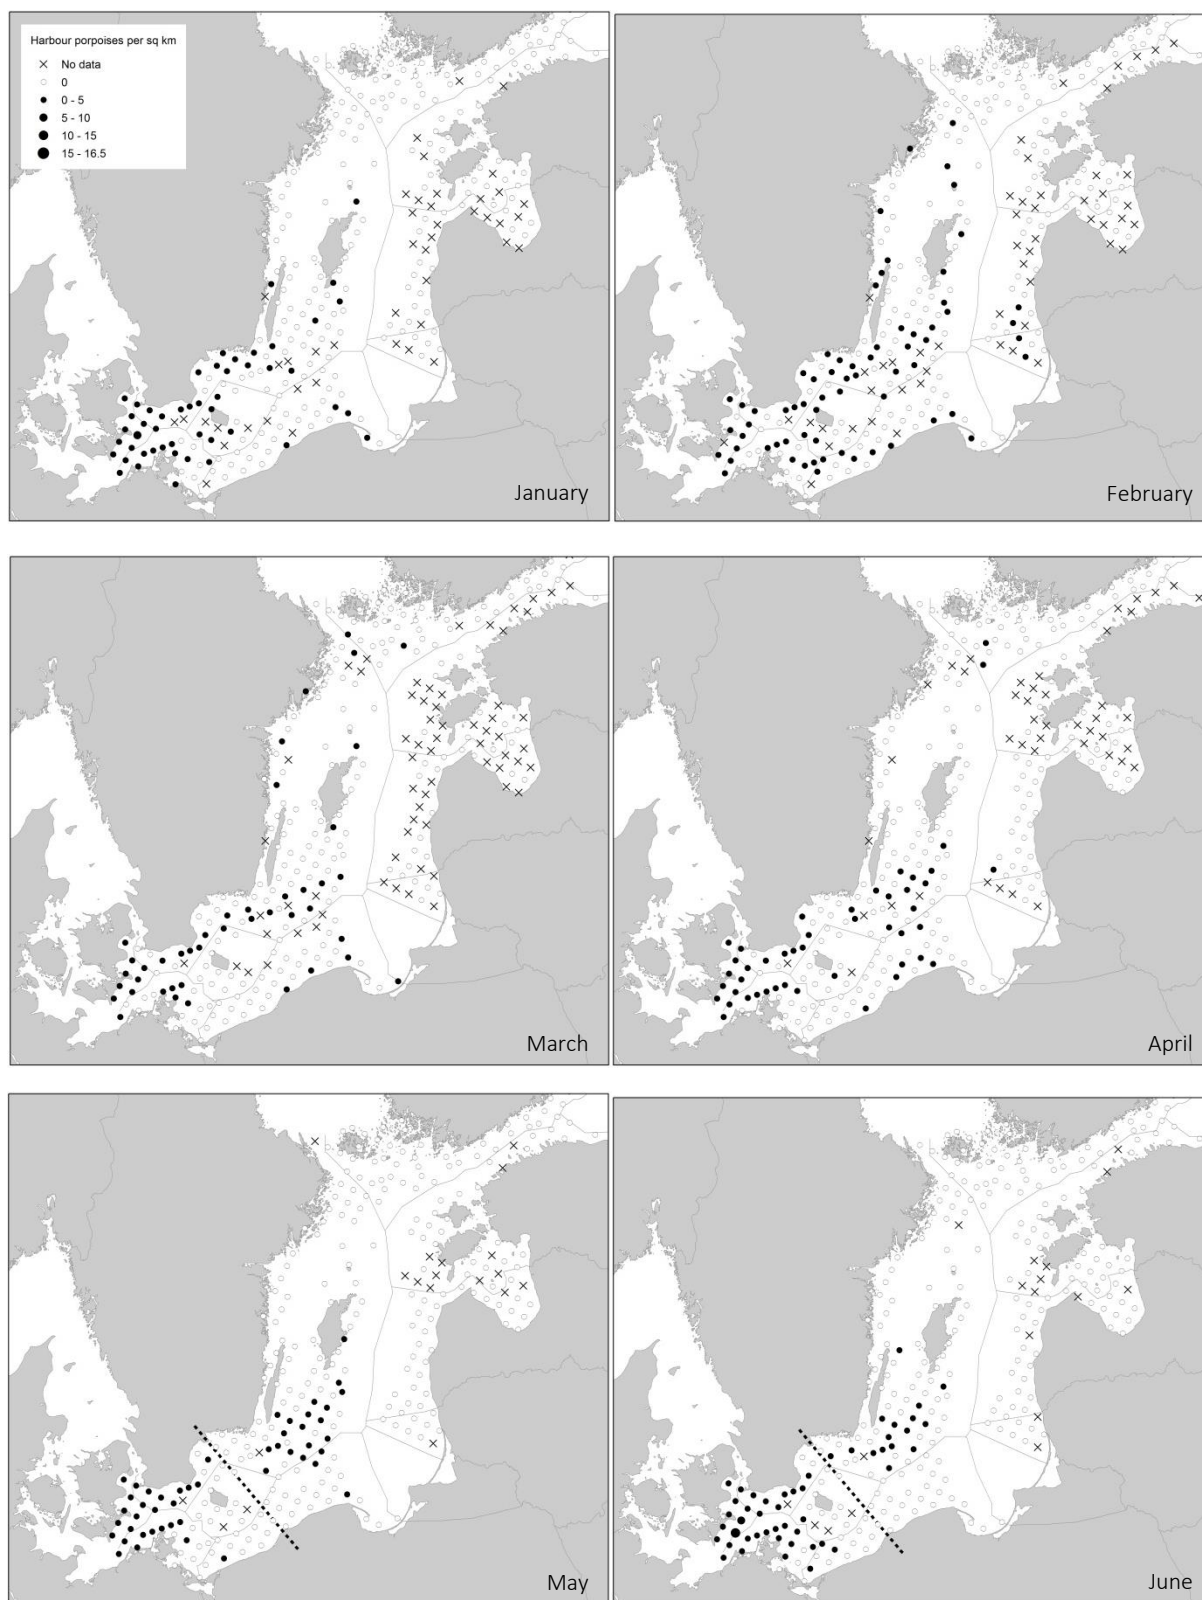 Harbour porpoises per sq km
No data
0
0 - 5
5 - 10
10 - 15
15 - 16.5
January
February
March
April
May
June